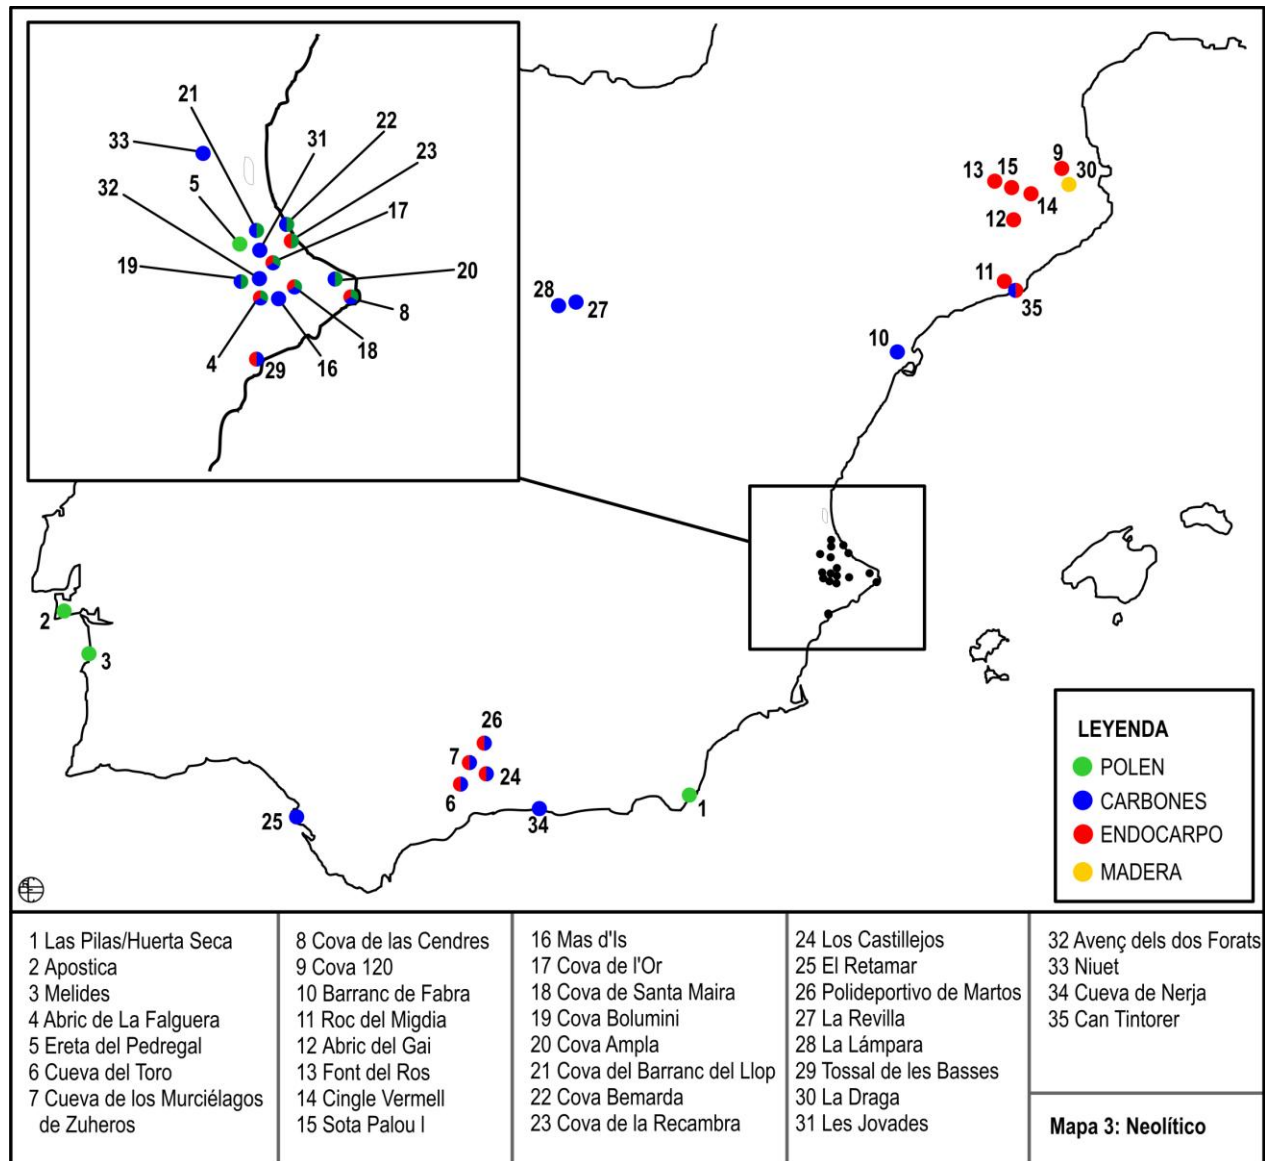 21
22
33
31
23
32
5
17
19
20
8
4
18
29
16
9
13
15
30
14
12
11
35
28
27
10
2
3
26
7
24
6
25
34
1
LEYENDA
POLEN
CARBONES
ENDOCARPO
MADERA
1 Las Pilas/Huerta Seca
2 Apostica
3 Melides
4 Abric de La Falguera
5 Ereta del Pedregal
6 Cueva del Toro
7 Cueva de los Murciélagos
de Zuheros
8 Cova de las Cendres
9 Cova 120
10 Barranc de Fabra
11 Roc del Migdia
12 Abric del Gai
13 Font del Ros
14 Cingle Vermell
15 Sota Palou I
16 Mas d'Is
17 Cova de l'Or
18 Cova de Santa Maira
19 Cova Bolumini
20 Cova Ampla
21 Cova del Barranc del Llop
22 Cova Bernarda
23 Cova de la Recambra
24 Los Castillejos
25 El Retamar
26 Polideportivo de Martos
27 La Revilla
28 La Lámpara
29 Tossal de les Basses
30 La Draga
31 Les Jovades
32 Avenç dels dos Forats
33 Niuet
34 Cueva de Nerja
35 Can Tintorer
Mapa 3: Neolítico